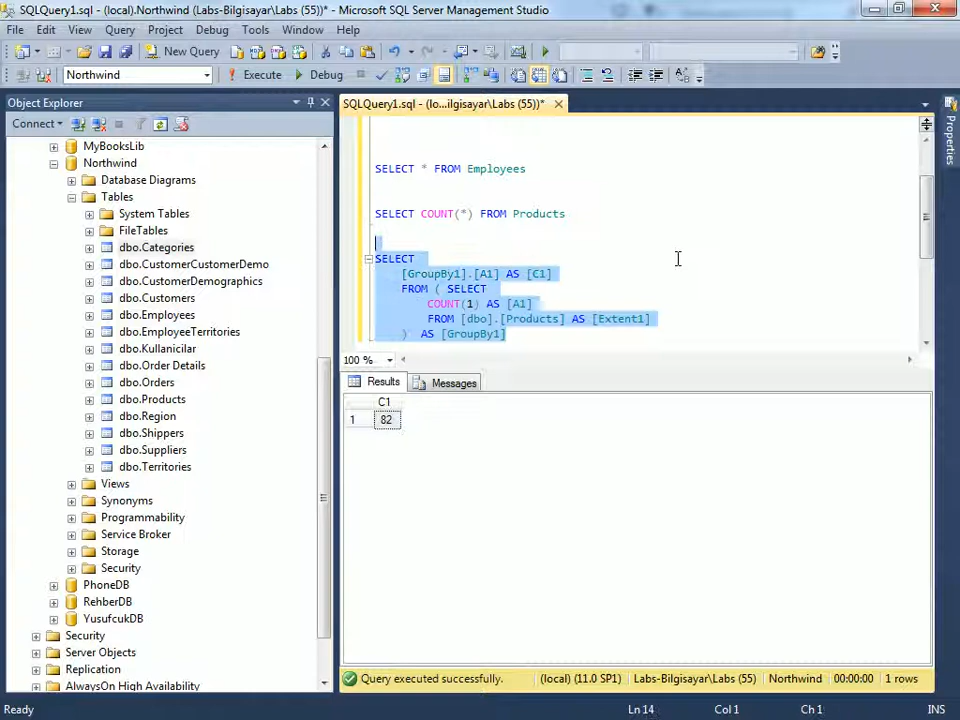 SQLQuery1.sql - (local).Northwind (Labs-Bilgisayar\Labs (55))* - Microsoft SQL Server Management Studio
File Edit View Query Project Debug Tools Window Help
New Query
Northwind Execute Debug
Object Explorer
Connect
MyBooksLib
Northwind
Database Diagrams
Tables
System Tables
FileTables
dbo.Categories
dbo.CustomerCustomerDemo
dbo.CustomerDemographics
dbo.Customers
dbo.Employees
dbo.EmployeeTerritories
dbo.Kullanicilar
dbo.Order Details
dbo.Orders
dbo.Products
dbo.Region
dbo.Shippers
dbo.Suppliers
dbo.Territories
Views
Synonyms
Programmability
Service Broker
Storage
Security
PhoneDB
RehberDB
YusufcukDB
Security
Server Objects
Replication
AlwaysOn High Availability
SQLQuery1.sql - (lo...ilgisayar\Labs (55))*
SELECT * FROM Employees
SELECT COUNT(*) FROM Products
SELECT
[GroupBy1].[A1] AS [C1]
FROM ( SELECT
COUNT(1) AS [A1]
FROM [dbo].[Products] AS [Extent1]
) AS [GroupBy1]
100 %
Results Messages
C1
1 82
Query executed successfully. (local) (11.0 SP1) Labs-Bilgisayar\Labs (55) Northwind 00:00:00 1 rows
Properties
Ready Ln 14 Col 1 Ch 1 INS